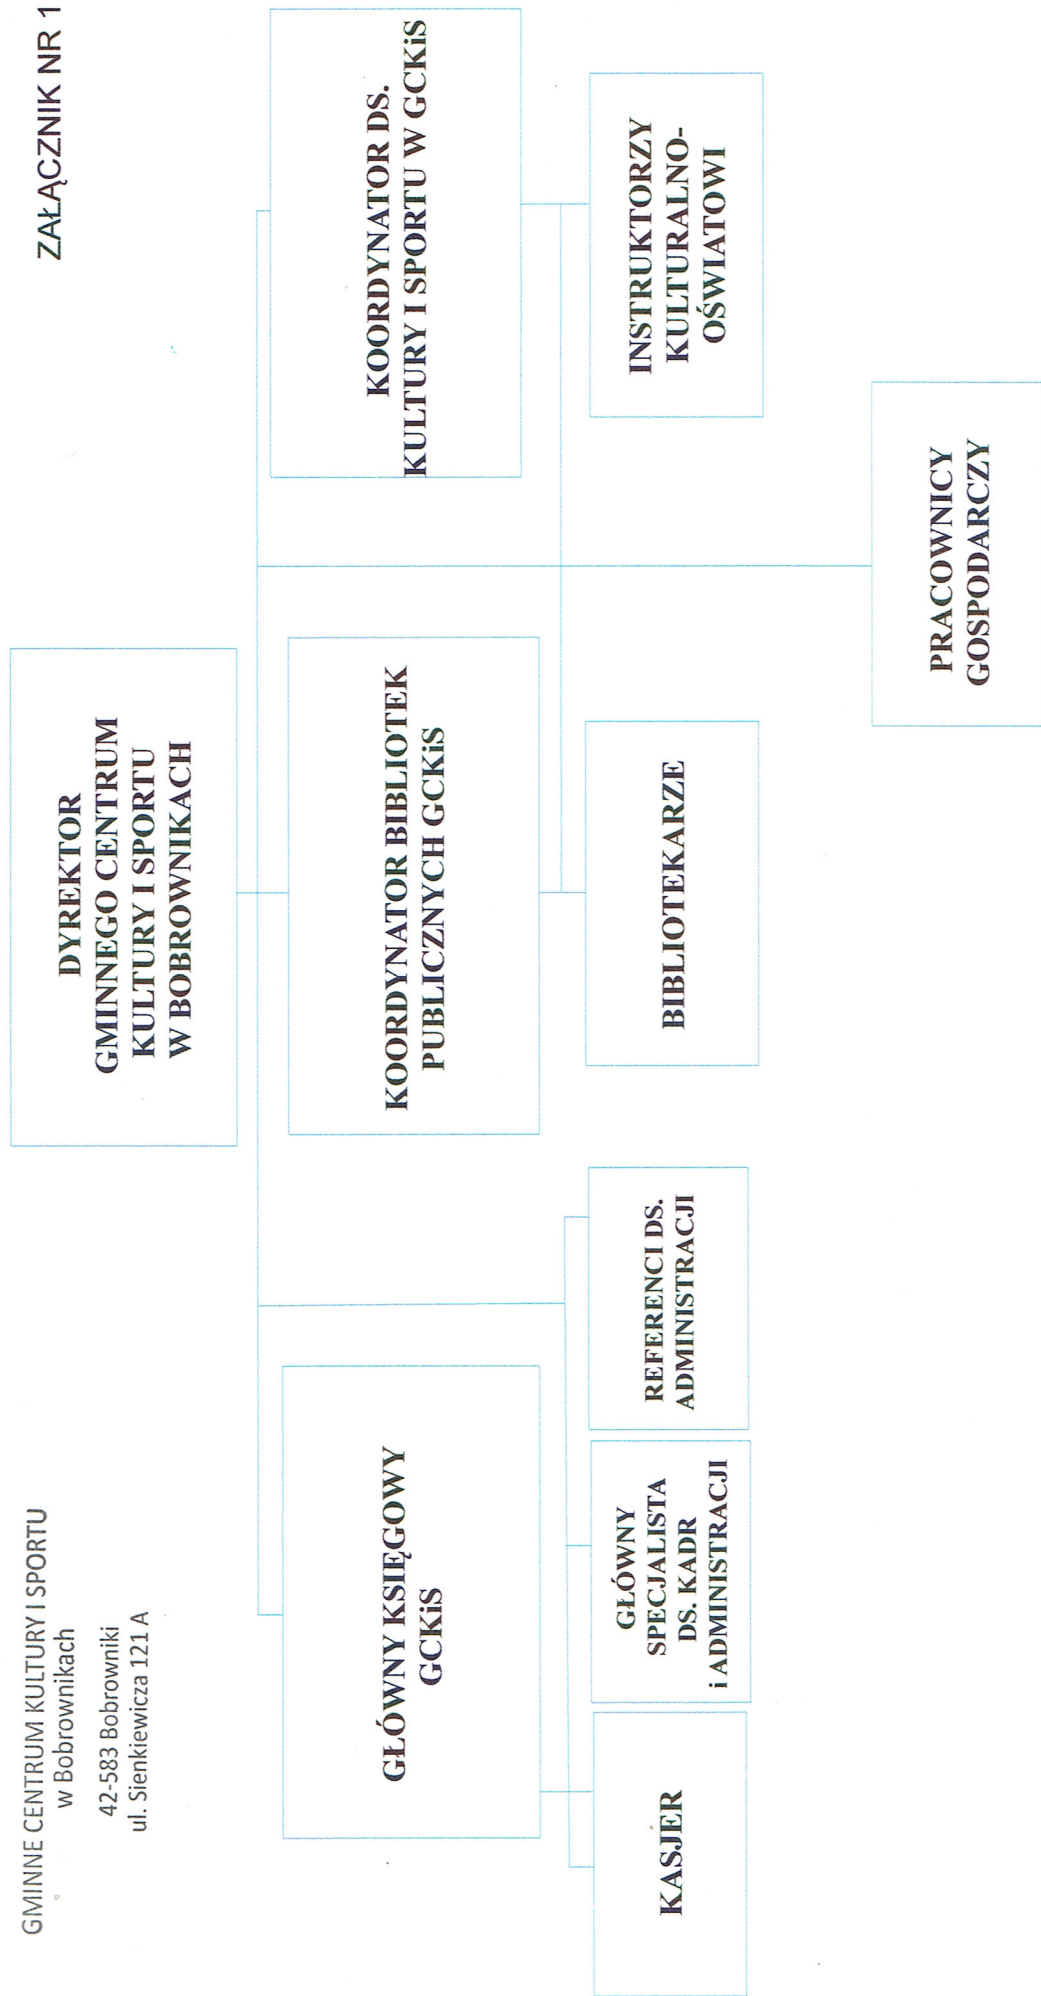 GMINNE CENTRUM KULTURY I SPORTU
w Bobrownikach
42-583 Bobrowniki
ul. Sienkiewicza 121 A
ZAŁĄCZNIK NR 1
DYREKTOR
GMINNEGO CENTRUM
KULTURY I SPORTU
W BOBROWNIKACH
GŁÓWNY KSIĘGOWY
GCKiS
KOORDYNATOR BIBLIOTEK
PUBLICZNYCH GCKiS
KOORDYNATOR DS.
KULTURY I SPORTU W GCKiS
KASJER
GŁÓWNY
SPECJALISTA
DS. KADR
i ADMINISTRACJI
REFERENCI DS.
ADMINISTRACJI
BIBLIOTEKARZE
INSTRUKTORZY
KULTURALNO-
OŚWIATOWI
PRACOWNICY
GOSPODARCZY